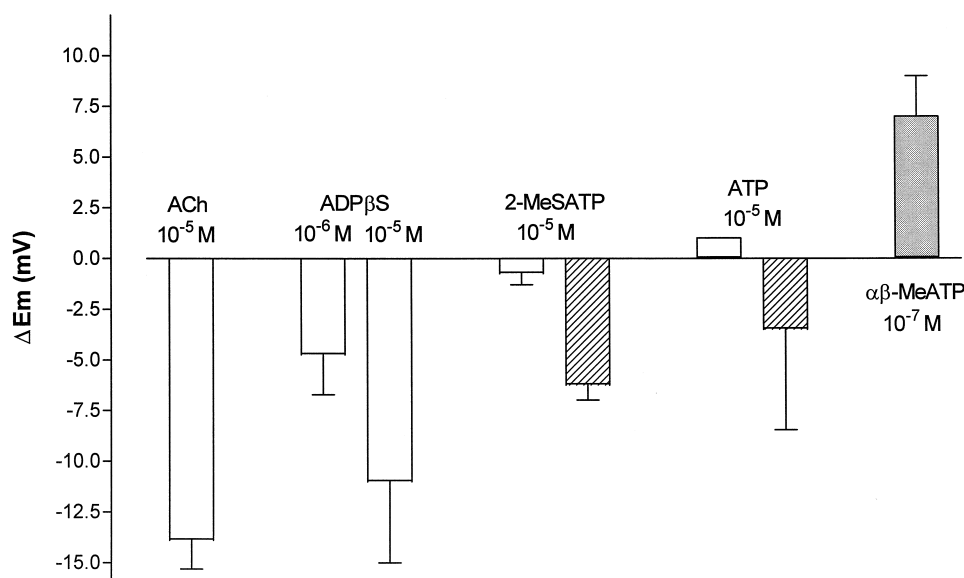 ΔEm (mV)
10.0
7.5
5.0
2.5
0.0
-2.5
-5.0
-7.5
-10.0
-12.5
-15.0
ACh
10⁻⁵ M
ADPβS
10⁻⁶ M 10⁻⁵ M
2-MeSATP
10⁻⁵ M
ATP
10⁻⁵ M
αβ-MeATP
10⁻⁷ M